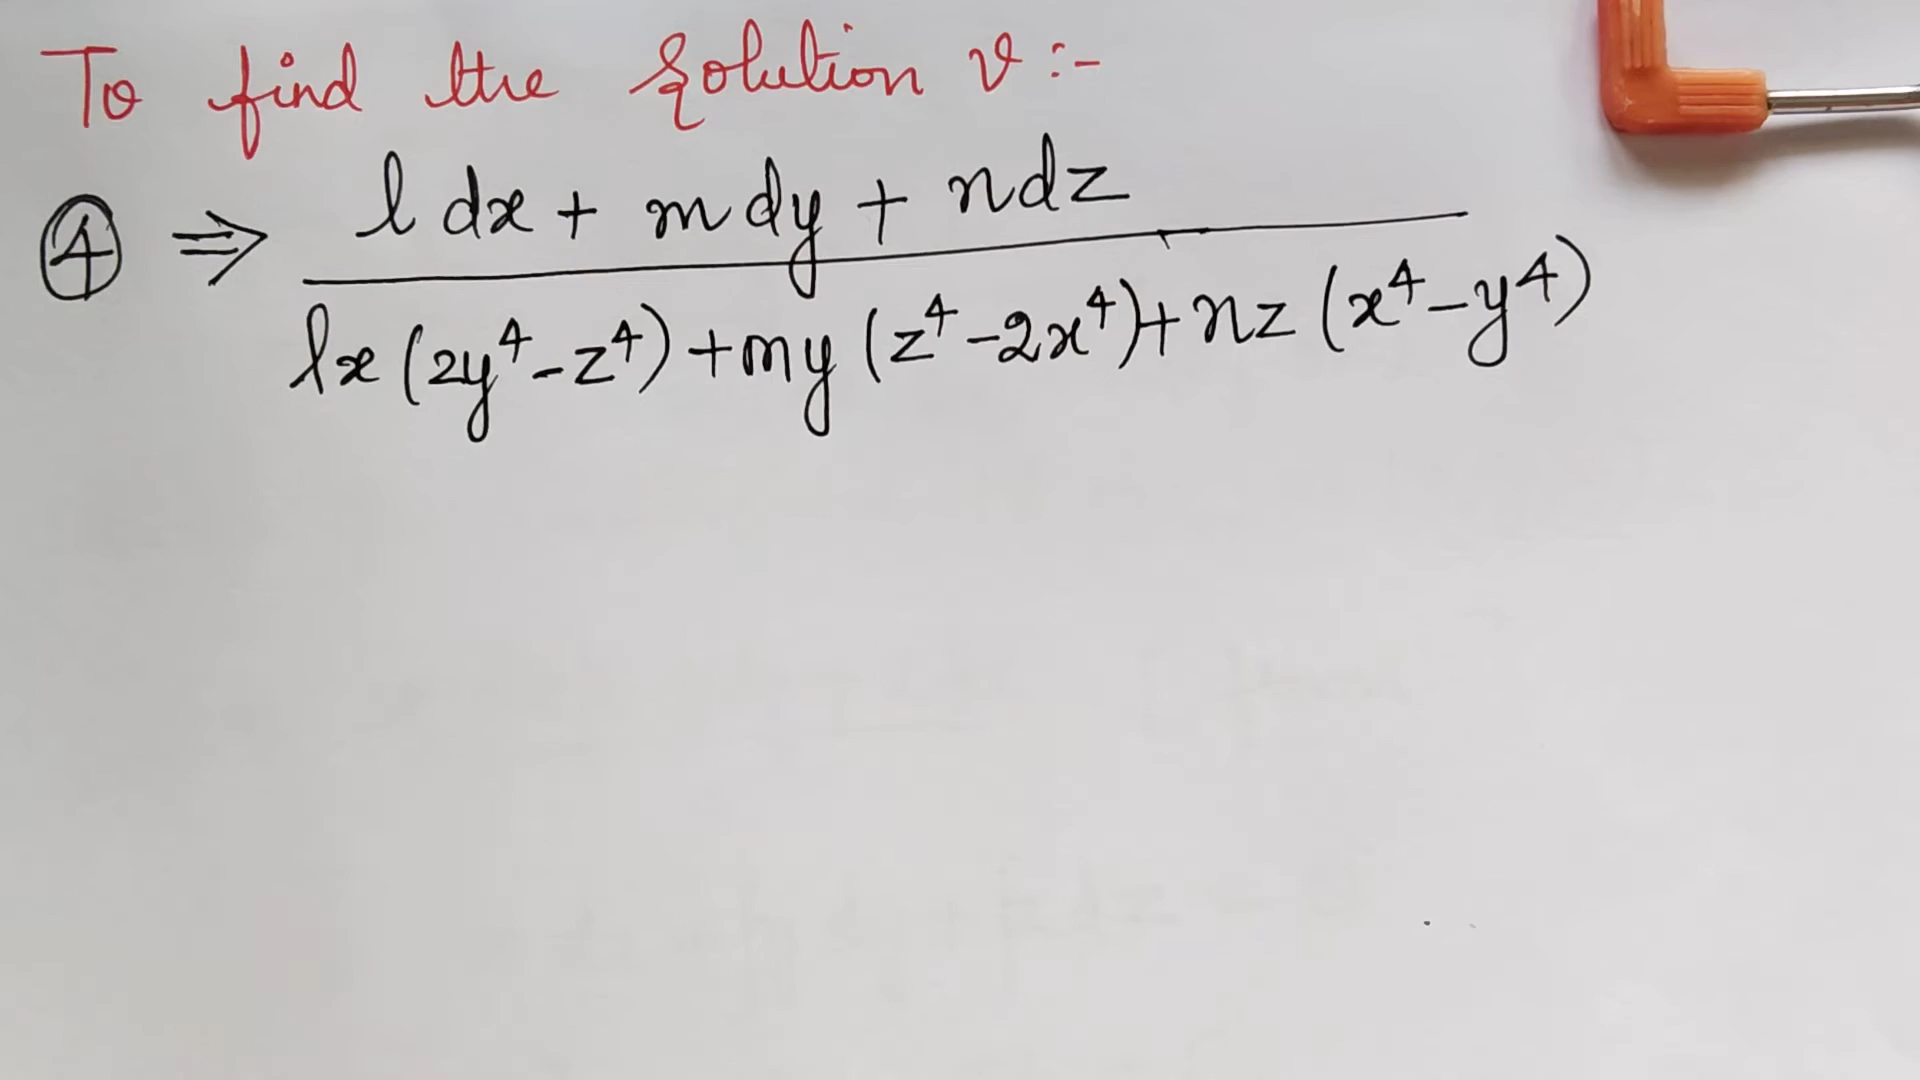 To find the solution v :-
④ ⇒ l dx + m dy + n dz
lx (2y⁴ - z⁴) + my (z⁴ - 2x⁴) + nz (x⁴ - y⁴)